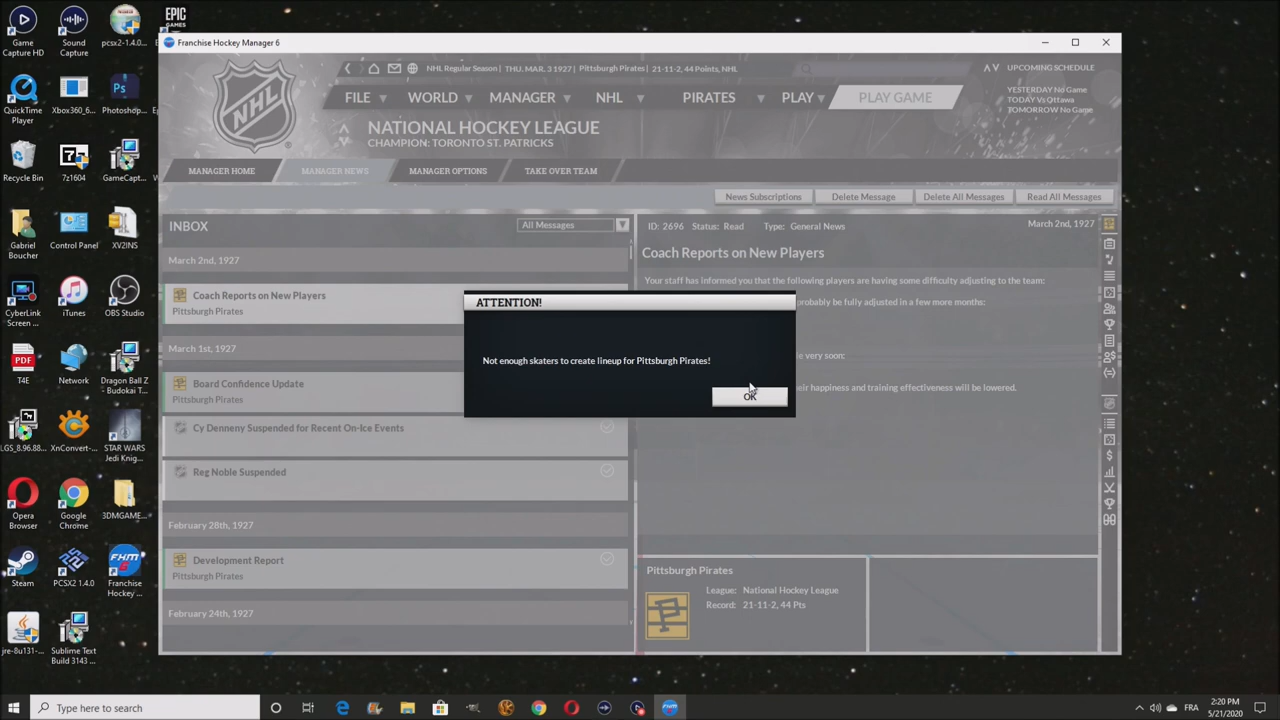 Game Capture HD
Sound Capture
pcsx2-1.4.0...
EPIC GAMES
QuickTime Player
Xbox360_6...
Photoshop...
Recycle Bin
7z1604
GameCapt...
Gabriel Boucher
Control Panel
XV2INS
CyberLink Screen ...
iTunes
OBS Studio
T4E
Network
Dragon Ball Z - Budokai T...
LGS_8.96.88...
XnConvert-...
STAR WARS Jedi Knig...
Opera Browser
Google Chrome
3DMGAME...
Steam
PCSX2 1.4.0
Franchise Hockey ...
jre-8u131-...
Sublime Text Build 3143 ...
Franchise Hockey Manager 6
NHL
NHL Regular Season | THU. MAR. 3 1927 | Pittsburgh Pirates | 21-11-2, 44 Points, NHL
UPCOMING SCHEDULE
YESTERDAY No Game
TODAY Vs Ottawa
TOMORROW No Game
FILE
WORLD
MANAGER
NHL
PIRATES
PLAY
PLAY GAME
NATIONAL HOCKEY LEAGUE
CHAMPION: TORONTO ST. PATRICKS
MANAGER HOME
MANAGER NEWS
MANAGER OPTIONS
TAKE OVER TEAM
News Subscriptions
Delete Message
Delete All Messages
Read All Messages
INBOX
All Messages
March 2nd, 1927
Coach Reports on New Players
Pittsburgh Pirates
March 1st, 1927
Board Confidence Update
Pittsburgh Pirates
Cy Denneny Suspended for Recent On-Ice Events
Reg Noble Suspended
February 28th, 1927
Development Report
Pittsburgh Pirates
February 24th, 1927
ID: 2696 Status: Read Type: General News
March 2nd, 1927
Coach Reports on New Players
Your staff has informed you that the following players are having some difficulty adjusting to the team:
probably be fully adjusted in a few more months:
e very soon:
heir happiness and training effectiveness will be lowered.
ATTENTION!
Not enough skaters to create lineup for Pittsburgh Pirates!
OK
Pittsburgh Pirates
League: National Hockey League
Record: 21-11-2, 44 Pts
Type here to search
FRA
2:20 PM
5/21/2020